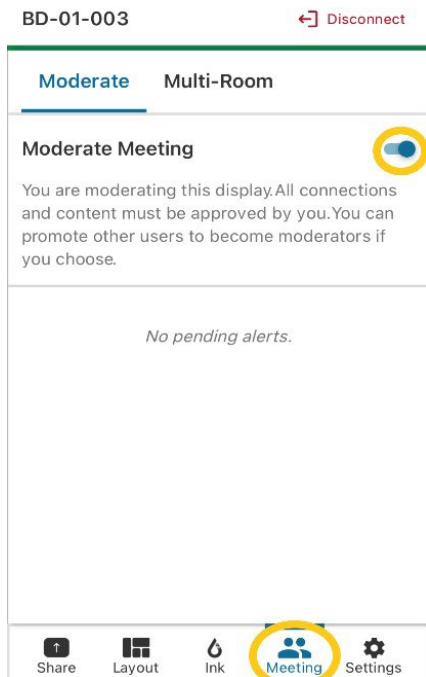 BD-01-003 Disconnect
Moderate Multi-Room
Moderate Meeting
You are moderating this display.All connections
and content must be approved by you.You can
promote other users to become moderators if
you choose.
No pending alerts.
Share Layout Ink Meeting Settings